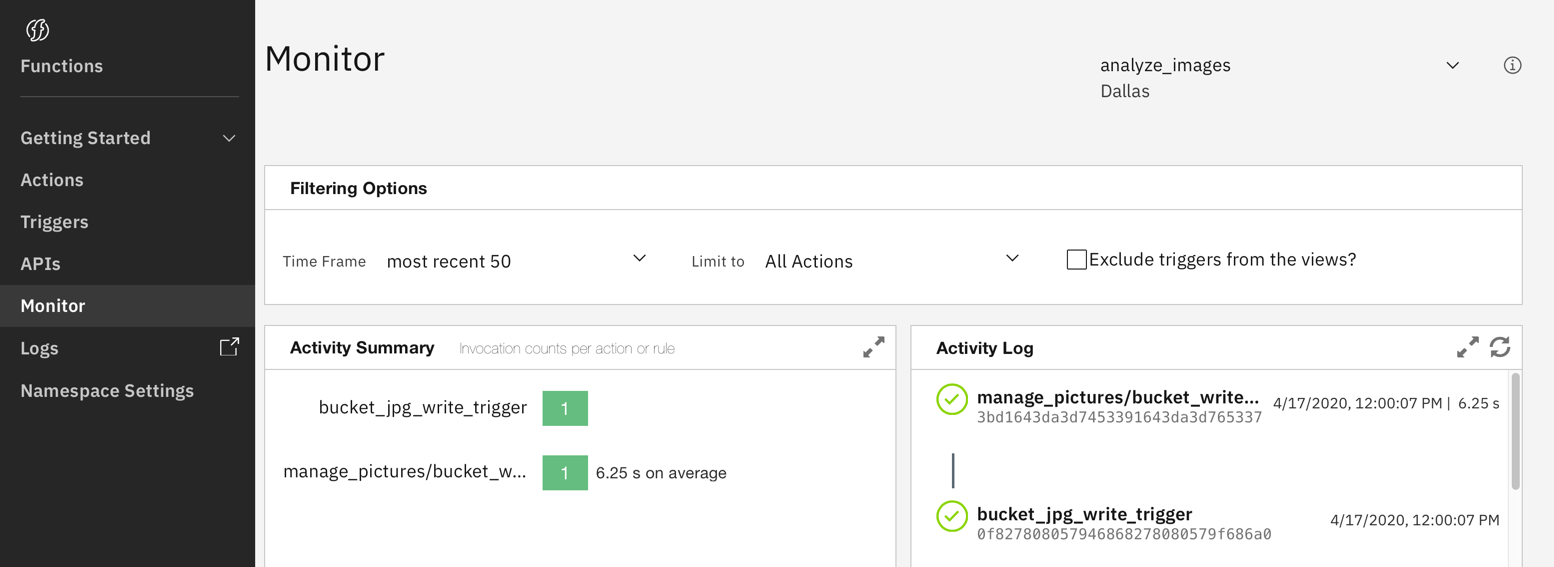 Functions
Getting Started
Actions
Triggers
APIs
Monitor
Logs
Namespace Settings
Monitor
analyze_images
Dallas
Filtering Options
Time Frame most recent 50 Limit to All Actions Exclude triggers from the views?
Activity Summary Invocation counts per action or rule
bucket_jpg_write_trigger 1
manage_pictures/bucket_w... 1 6.25 s on average
Activity Log
manage_pictures/bucket_write... 4/17/2020, 12:00:07 PM | 6.25 s
3bd1643da3d7453391643da3d765337
bucket_jpg_write_trigger 4/17/2020, 12:00:07 PM
0f827808057946868278080579f686a0